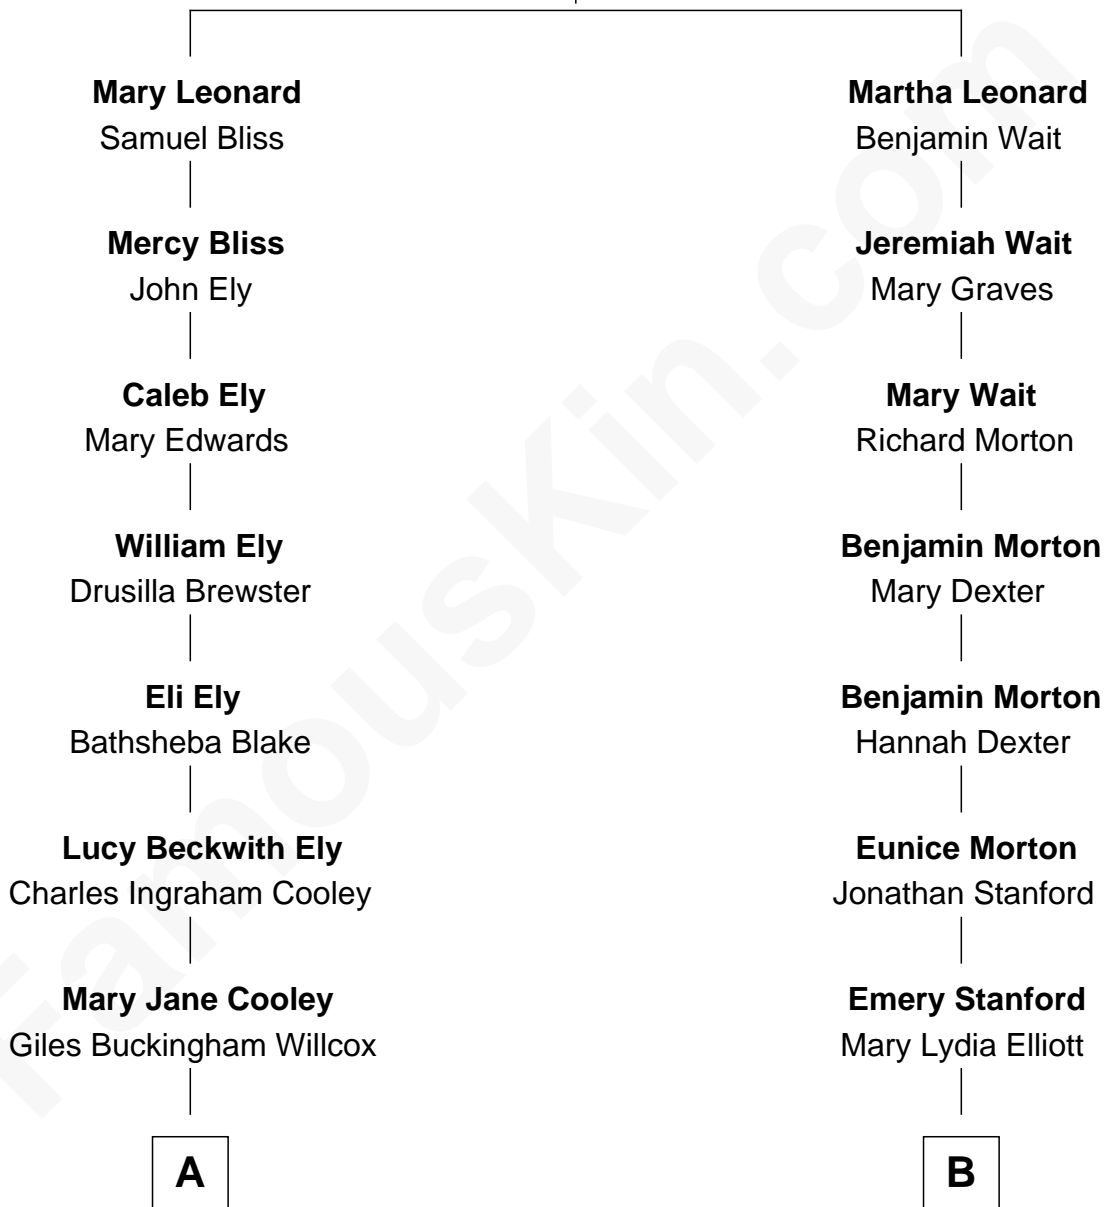 Mary Leonard
Samuel Bliss
Martha Leonard
Benjamin Wait
Mercy Bliss
John Ely
Jeremiah Wait
Mary Graves
Caleb Ely
Mary Edwards
Mary Wait
Richard Morton
William Ely
Drusilla Brewster
Benjamin Morton
Mary Dexter
Eli Ely
Bathsheba Blake
Benjamin Morton
Hannah Dexter
Lucy Beckwith Ely
Charles Ingraham Cooley
Eunice Morton
Jonathan Stanford
Mary Jane Cooley
Giles Buckingham Willcox
Emery Stanford
Mary Lydia Elliott
A
B
FamousKin.com